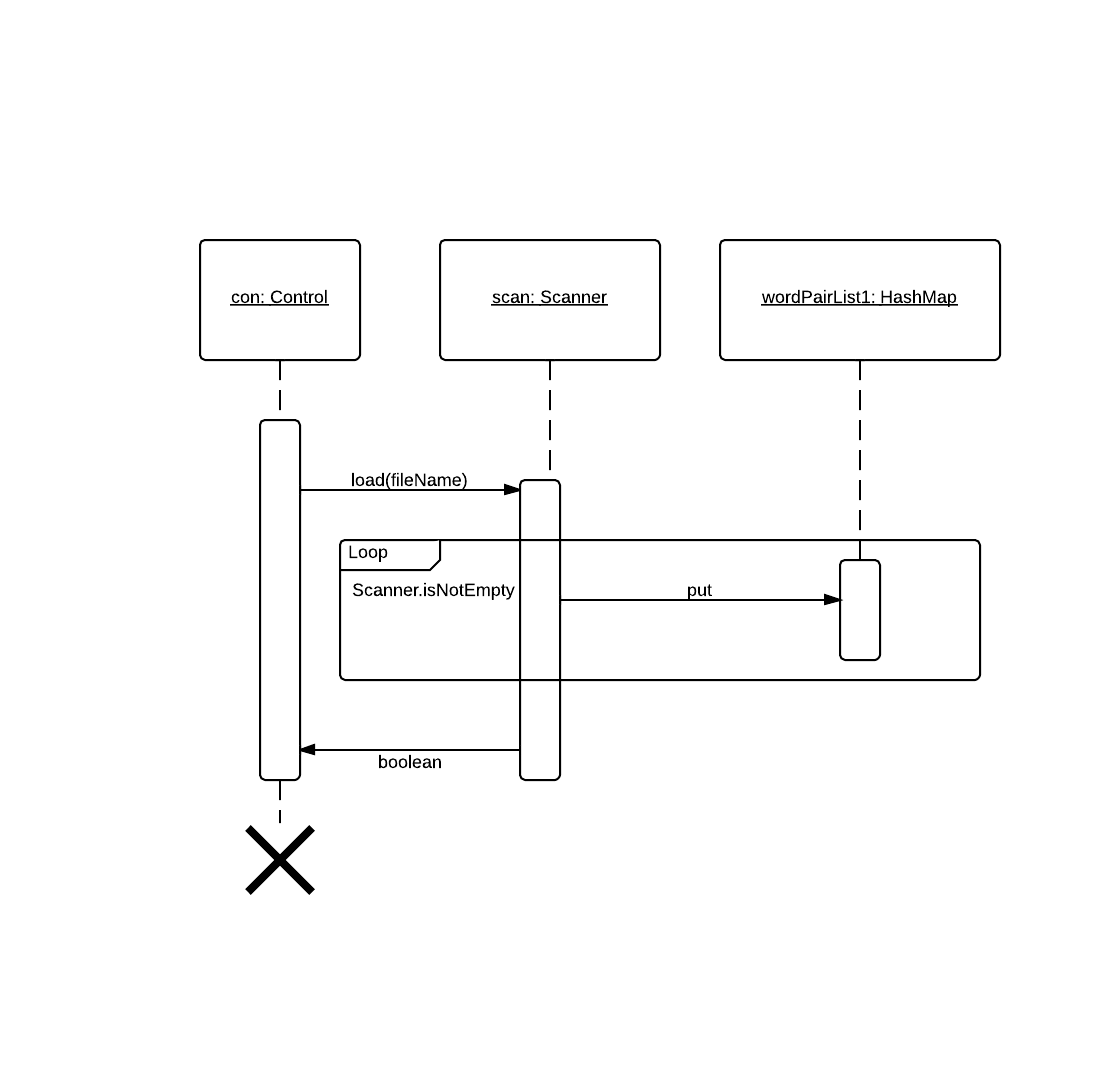 con: Control
scan: Scanner
wordPairList1: HashMap
load(fileName)
Loop
Scanner.isNotEmpty
put
boolean